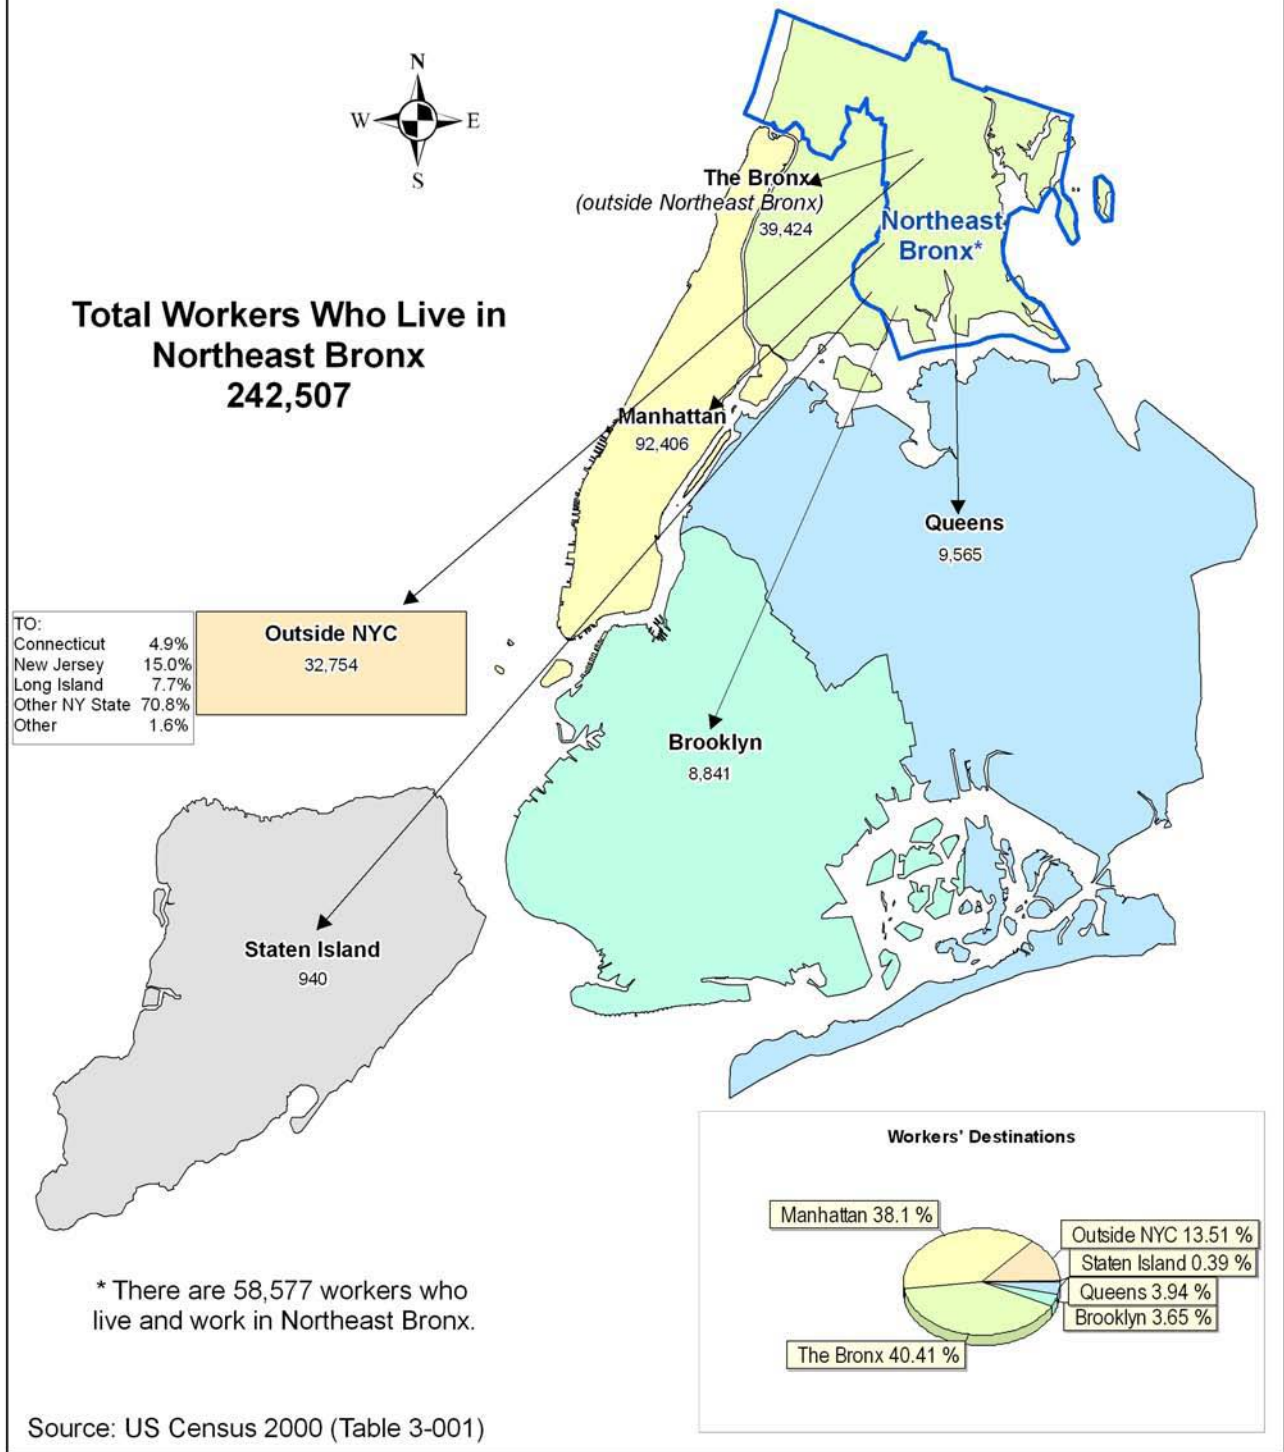 N
W E
S
The Bronx
(outside Northeast Bronx)
39,424
Northeast
Bronx*
Total Workers Who Live in
Northeast Bronx
242,507
Manhattan
92,406
Queens
9,565
TO:
Connecticut 4.9%
New Jersey 15.0%
Long Island 7.7%
Other NY State 70.8%
Other 1.6%
Outside NYC
32,754
Brooklyn
8,841
Staten Island
940
Workers' Destinations
Manhattan 38.1 %
Outside NYC 13.51 %
Staten Island 0.39 %
Queens 3.94 %
Brooklyn 3.65 %
The Bronx 40.41 %
* There are 58,577 workers who
live and work in Northeast Bronx.
Source: US Census 2000 (Table 3-001)